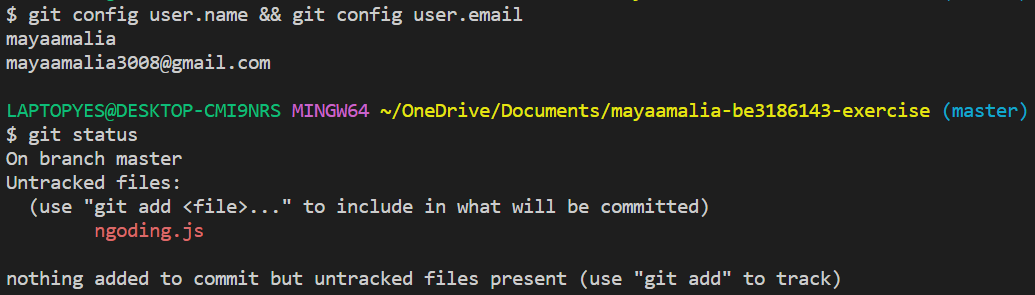 $ git config user.name && git config user.email
mayaamalia
mayaamalia3008@gmail.com
LAPTOPYES@DESKTOP-CMI9NRS MINGW64 ~/OneDrive/Documents/mayaamalia-be3186143-exercise (master)
$ git status
On branch master
Untracked files:
  (use "git add <file>..." to include in what will be committed)
        ngoding.js
nothing added to commit but untracked files present (use "git add" to track)